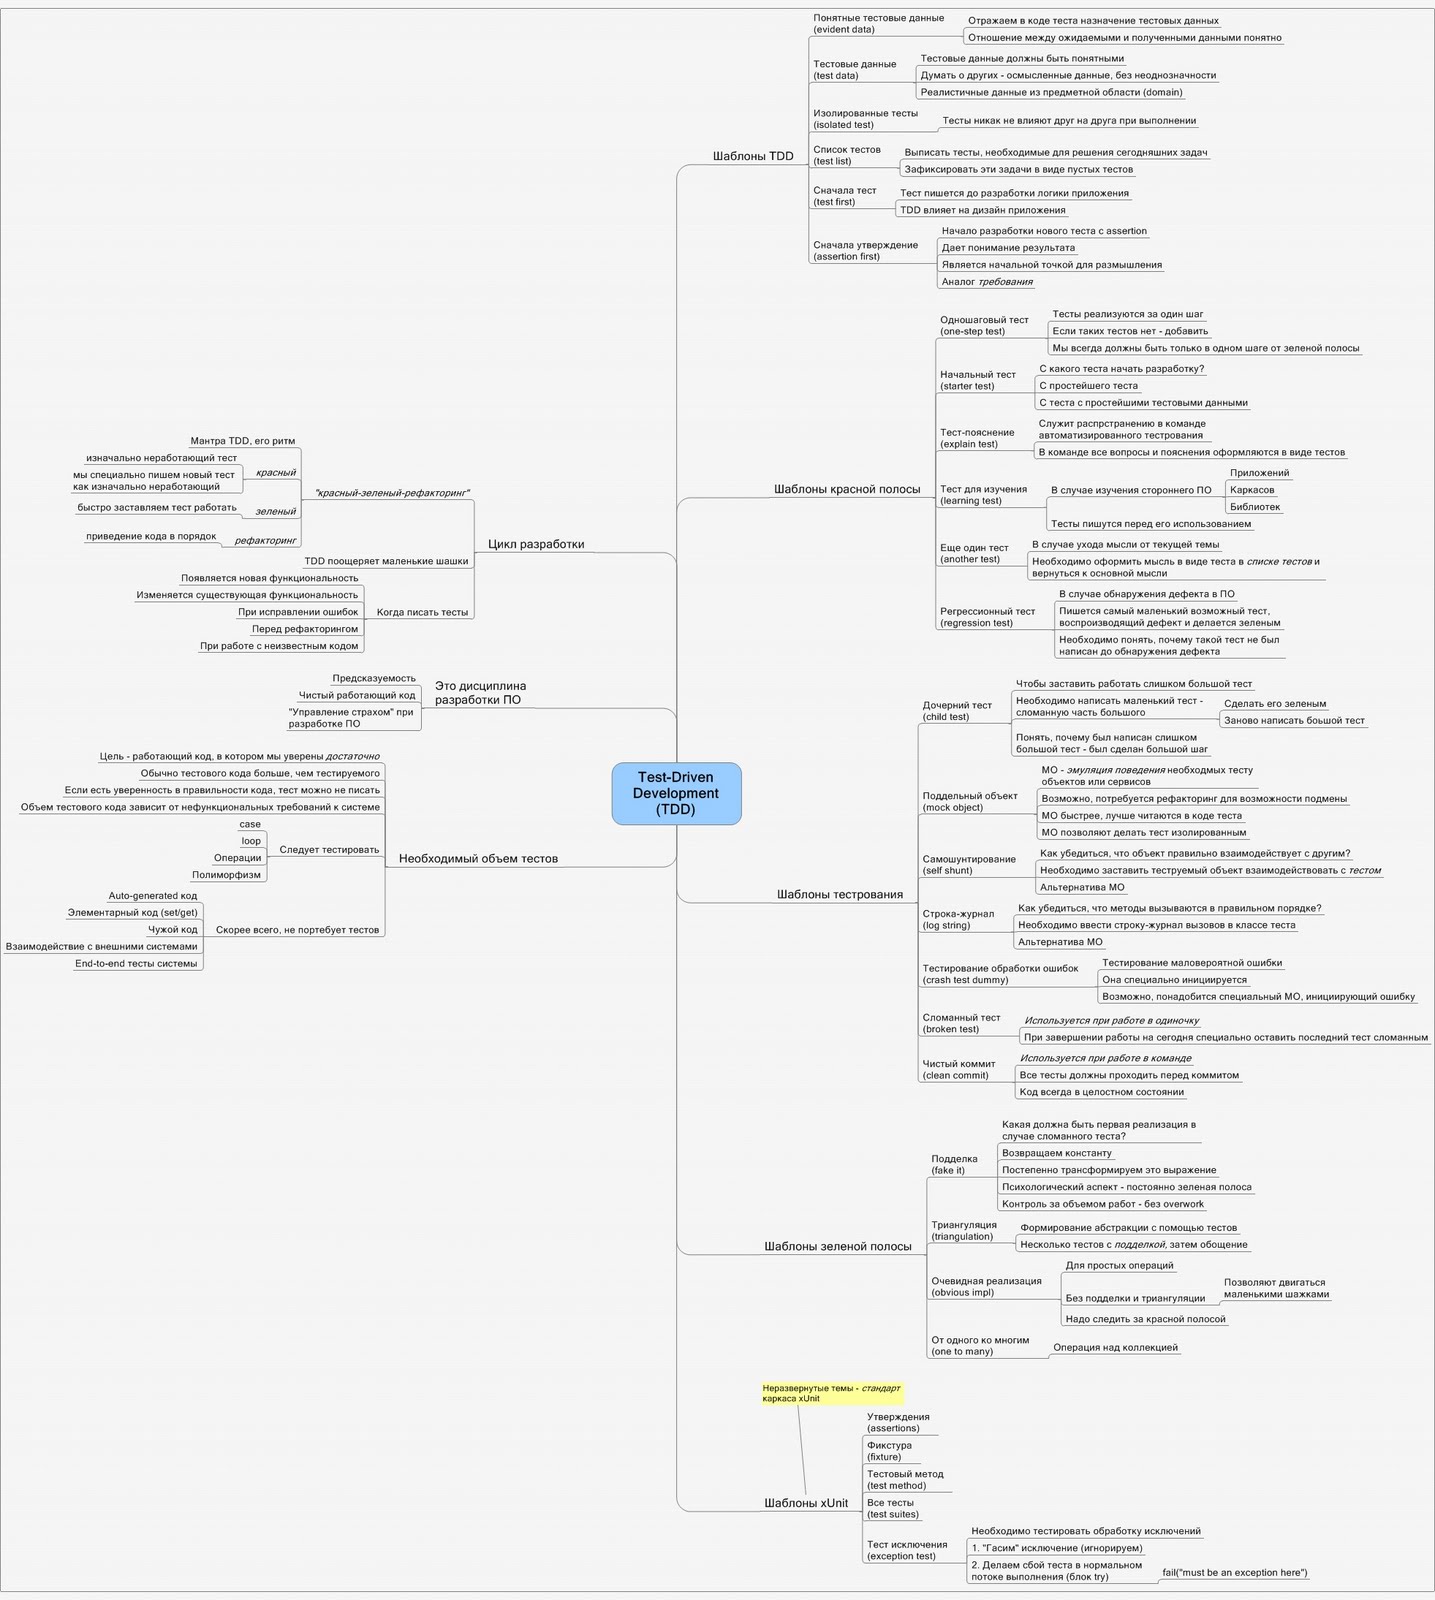 Test-Driven
Development
(TDD)
Шаблоны TDD
Понятные тестовые данные
(evident data)
Отражаем в коде теста назначение тестовых данных
Отношение между ожидаемыми и полученными данными понятно
Тестовые данные
(test data)
Тестовые данные должны быть понятными
Думать о других - осмысленные данные, без неоднозначности
Реалистичные данные из предметной области (domain)
Изолированные тесты
(isolated test)
Тесты никак не влияют друг на друга при выполнении
Список тестов
(test list)
Выписать тесты, необходимые для решения сегодняшних задач
Зафиксировать эти задачи в виде пустых тестов
Сначала тест
(test first)
Тест пишется до разработки логики приложения
TDD влияет на дизайн приложения
Сначала утверждение
(assertion first)
Начало разработки нового теста с assertion
Дает понимание результата
Является начальной точкой для размышления
Аналог требования
Шаблоны красной полосы
Одношаговый тест
(one-step test)
Тесты реализуются за один шаг
Если таких тестов нет - добавить
Мы всегда должны быть только в одном шаге от зеленой полосы
Начальный тест
(starter test)
С какого теста начать разработку?
С простейшего теста
С теста с простейшими тестовыми данными
Тест-пояснение
(explain test)
Служит распрстранению в команде
автоматизированного тестрования
В команде все вопросы и пояснения оформляются в виде тестов
Тест для изучения
(learning test)
В случае изучения стороннего ПО
Приложений
Каркасов
Библиотек
Тесты пишутся перед его использованием
Еще один тест
(another test)
В случае ухода мысли от текущей темы
Необходимо оформить мысль в виде теста в списке тестов и
вернуться к основной мысли
Регрессионный тест
(regression test)
В случае обнаружения дефекта в ПО
Пишется самый маленький возможный тест,
воспроизводящий дефект и делается зеленым
Необходимо понять, почему такой тест не был
написан до обнаружения дефекта
Шаблоны тестрования
Дочерний тест
(child test)
Чтобы заставить работать слишком большой тест
Необходимо написать маленький тест -
сломанную часть большого
Сделать его зеленым
Заново написать боьшой тест
Понять, почему был написан слишком
большой тест - был сделан большой шаг
Поддельный объект
(mock object)
МО - эмуляция поведения необходмых тесту
объектов или сервисов
Возможно, потребуется рефакторинг для возможности подмены
МО быстрее, лучше читаются в коде теста
МО позволяют делать тест изолированным
Самошунтирование
(self shunt)
Как убедиться, что объект правильно взаимодействует с другим?
Необходимо заставить теструемый объект взаимодействовать с тестом
Альтернатива МО
Строка-журнал
(log string)
Как убедиться, что методы вызываются в правильном порядке?
Необходимо ввести строку-журнал вызовов в классе теста
Альтернатива МО
Тестирование обработки ошибок
(crash test dummy)
Тестирование маловероятной ошибки
Она специально инициируется
Возможно, понадобится специальный МО, инициирующий ошибку
Сломанный тест
(broken test)
Используется при работе в одиночку
При завершении работы на сегодня специально оставить последний тест сломанным
Чистый коммит
(clean commit)
Используется при работе в команде
Все тесты должны проходить перед коммитом
Код всегда в целостном состоянии
Шаблоны зеленой полосы
Подделка
(fake it)
Какая должна быть первая реализация в
случае сломанного теста?
Возвращаем константу
Постепенно трансформируем это выражение
Психологический аспект - постоянно зеленая полоса
Контроль за объемом работ - без overwork
Триангуляция
(triangulation)
Формирование абстракции с помощью тестов
Несколько тестов с подделкой, затем обощение
Очевидная реализация
(obvious impl)
Для простых операций
Без подделки и триангуляции
Позволяют двигаться
маленькими шажками
Надо следить за красной полосой
От одного ко многим
(one to many)
Операция над коллекцией
Неразвернутые темы - стандарт
каркаса xUnit
Шаблоны xUnit
Утверждения
(assertions)
Фикстура
(fixture)
Тестовый метод
(test method)
Все тесты
(test suites)
Тест исключения
(exception test)
Необходимо тестировать обработку исключений
1. "Гасим" исключение (игнорируем)
2. Делаем сбой теста в нормальном
потоке выполнения (блок try)
fail("must be an exception here")
Цикл разработки
"красный-зеленый-рефакторинг"
Мантра TDD, его ритм
красный
изначально неработающий тест
мы специально пишем новый тест
как изначально неработающий
зеленый
быстро заставляем тест работать
рефакторинг
приведение кода в порядок
TDD поощеряет маленькие шашки
Когда писать тесты
Появляется новая функциональность
Изменяется существующая функциональность
При исправлении ошибок
Перед рефакторингом
При работе с неизвестным кодом
Это дисциплина
разработки ПО
Предсказуемость
Чистый работающий код
"Управление страхом" при
разработке ПО
Необходимый объем тестов
Цель - работающий код, в котором мы уверены достаточно
Обычно тестового кода больше, чем тестируемого
Если есть уверенность в правильности кода, тест можно не писать
Объем тестового кода зависит от нефункциональных требований к системе
Следует тестировать
case
loop
Операции
Полиморфизм
Скорее всего, не портебует тестов
Auto-generated код
Элементарный код (set/get)
Чужой код
Взаимодействие с внешними системами
End-to-end тесты системы